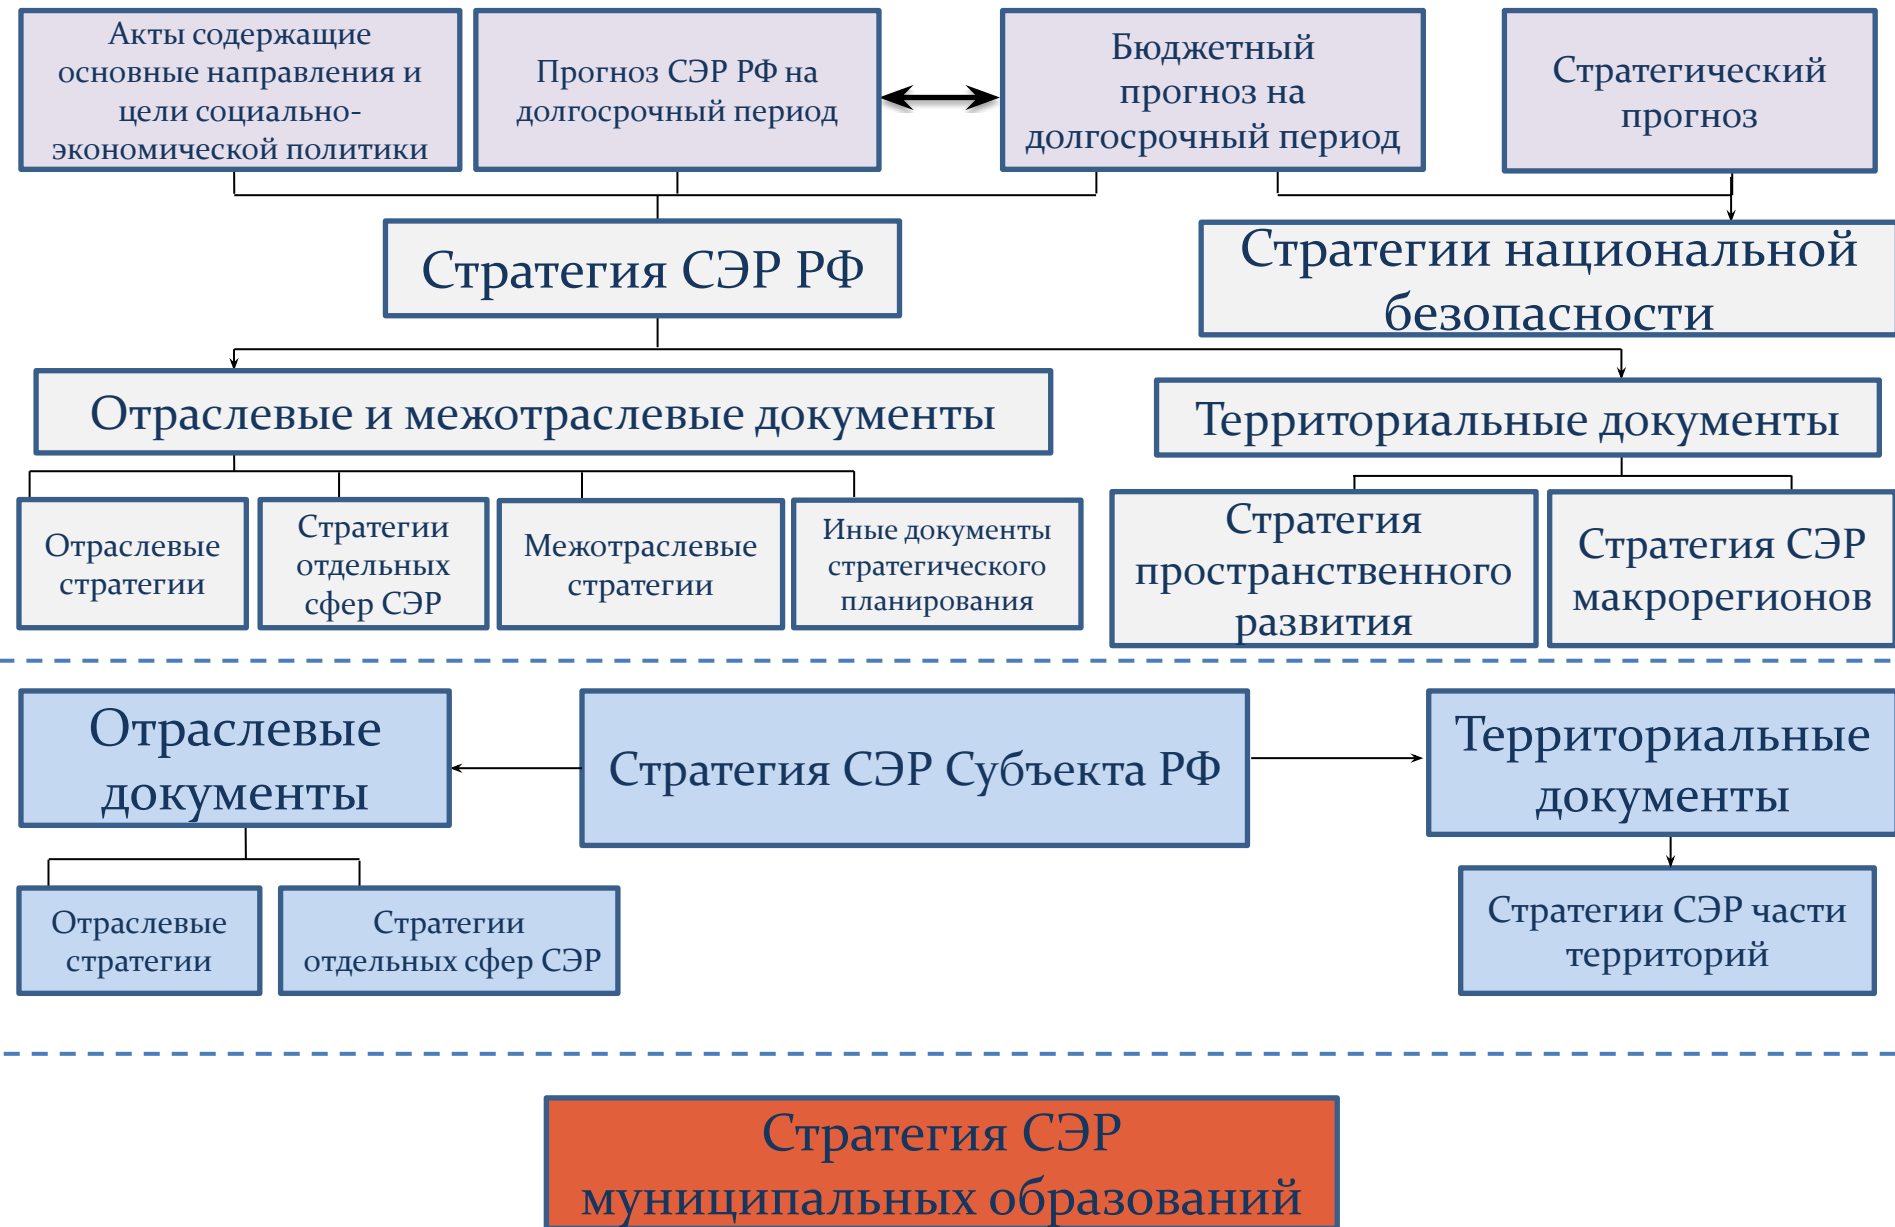 Акты содержащие
основные направления и
цели социально-
экономической политики
Прогноз СЭР РФ на
долгосрочный период
Бюджетный
прогноз на
долгосрочный период
Стратегический
прогноз
Стратегия СЭР РФ
Стратегии национальной
безопасности
Отраслевые и межотраслевые документы
Территориальные документы
Отраслевые
стратегии
Стратегии
отдельных
сфер СЭР
Межотраслевые
стратегии
Иные документы
стратегического
планирования
Стратегия
пространственного
развития
Стратегия СЭР
макрорегионов
Отраслевые
документы
Стратегия СЭР Субъекта РФ
Территориальные
документы
Отраслевые
стратегии
Стратегии
отдельных сфер СЭР
Стратегии СЭР части
территорий
Стратегия СЭР
муниципальных образований